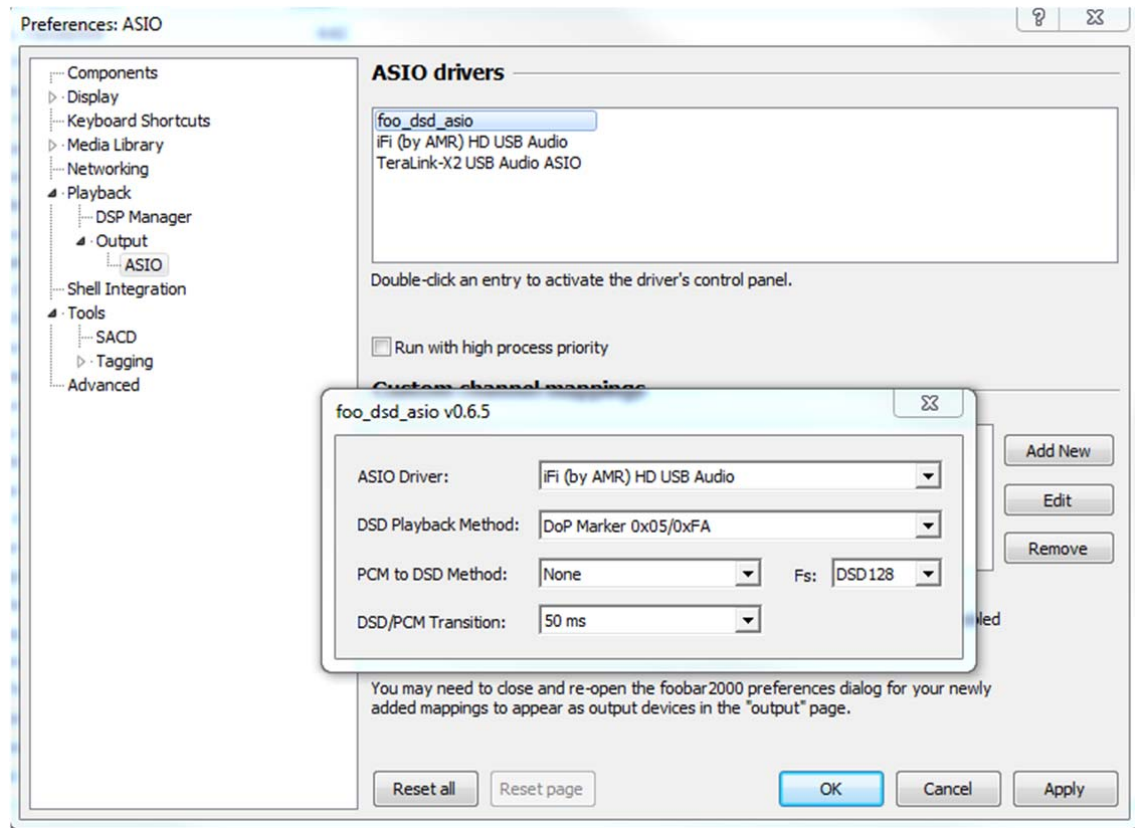 Preferences: ASIO
Components
Display
Keyboard Shortcuts
Media Library
Networking
Playback
DSP Manager
Output
ASIO
Shell Integration
Tools
SACD
Tagging
Advanced
ASIO drivers
foo_dsd_asio
iFi (by AMR) HD USB Audio
TeraLink-X2 USB Audio ASIO
Double-click an entry to activate the driver's control panel.
Run with high process priority
Custom channel mappings
Add New
Edit
Remove
foo_dsd_asio v0.6.5
ASIO Driver: iFi (by AMR) HD USB Audio
DSD Playback Method: DoP Marker 0x05/0xFA
PCM to DSD Method: None Fs: DSD128
DSD/PCM Transition: 50 ms
You may need to close and re-open the foobar2000 preferences dialog for your newly
added mappings to appear as output devices in the "output" page.
Reset all Reset page OK Cancel Apply